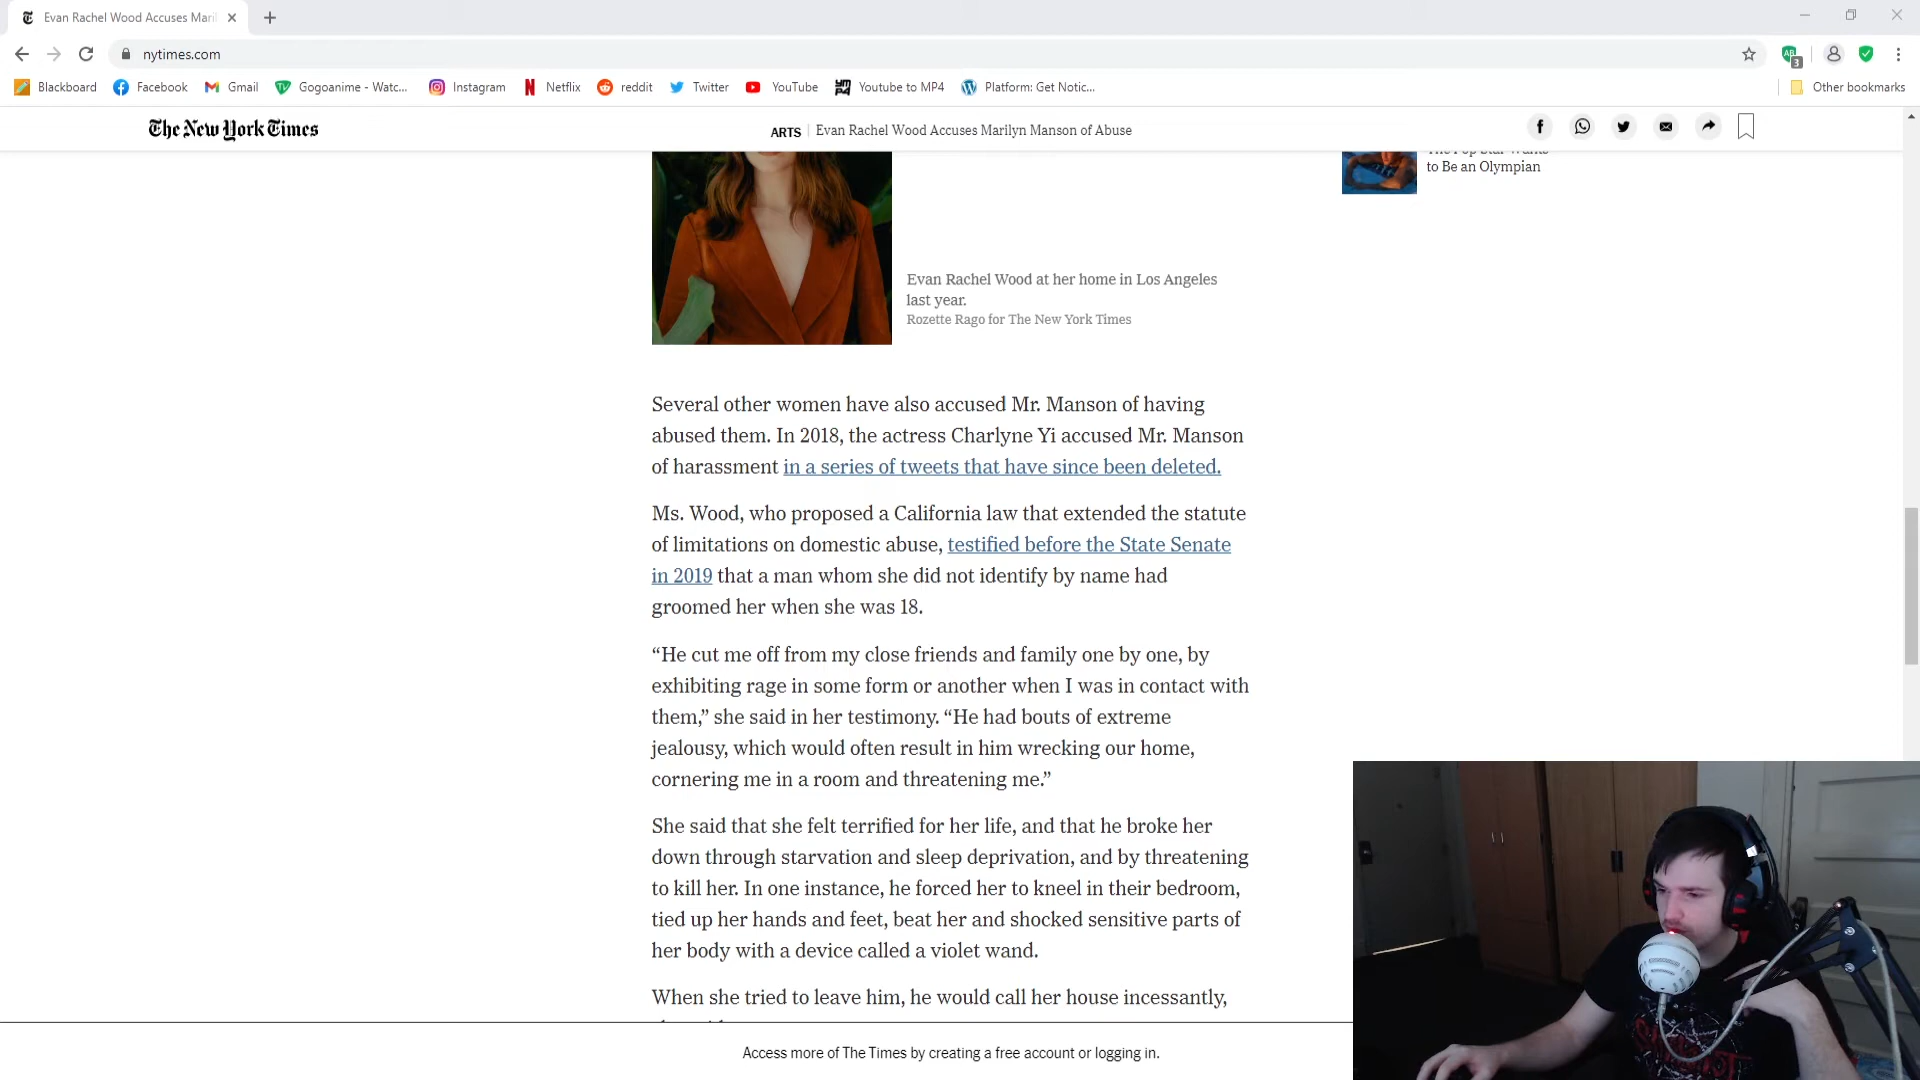 Evan Rachel Wood Accuses Mari
nytimes.com
3
Blackboard
Facebook
Gmail
Gogoanime - Watc...
Instagram
Netflix
reddit
Twitter
YouTube
Youtube to MP4
Platform: Get Notic...
Other bookmarks
The New York Times
ARTS | Evan Rachel Wood Accuses Marilyn Manson of Abuse
to Be an Olympian
Evan Rachel Wood at her home in Los Angeles
last year.
Rozette Rago for The New York Times
Several other women have also accused Mr. Manson of having
abused them. In 2018, the actress Charlyne Yi accused Mr. Manson
of harassment in a series of tweets that have since been deleted.
Ms. Wood, who proposed a California law that extended the statute
of limitations on domestic abuse, testified before the State Senate
in 2019 that a man whom she did not identify by name had
groomed her when she was 18.
“He cut me off from my close friends and family one by one, by
exhibiting rage in some form or another when I was in contact with
them,” she said in her testimony. “He had bouts of extreme
jealousy, which would often result in him wrecking our home,
cornering me in a room and threatening me.”
She said that she felt terrified for her life, and that he broke her
down through starvation and sleep deprivation, and by threatening
to kill her. In one instance, he forced her to kneel in their bedroom,
tied up her hands and feet, beat her and shocked sensitive parts of
her body with a device called a violet wand.
When she tried to leave him, he would call her house incessantly,
Access more of The Times by creating a free account or logging in.